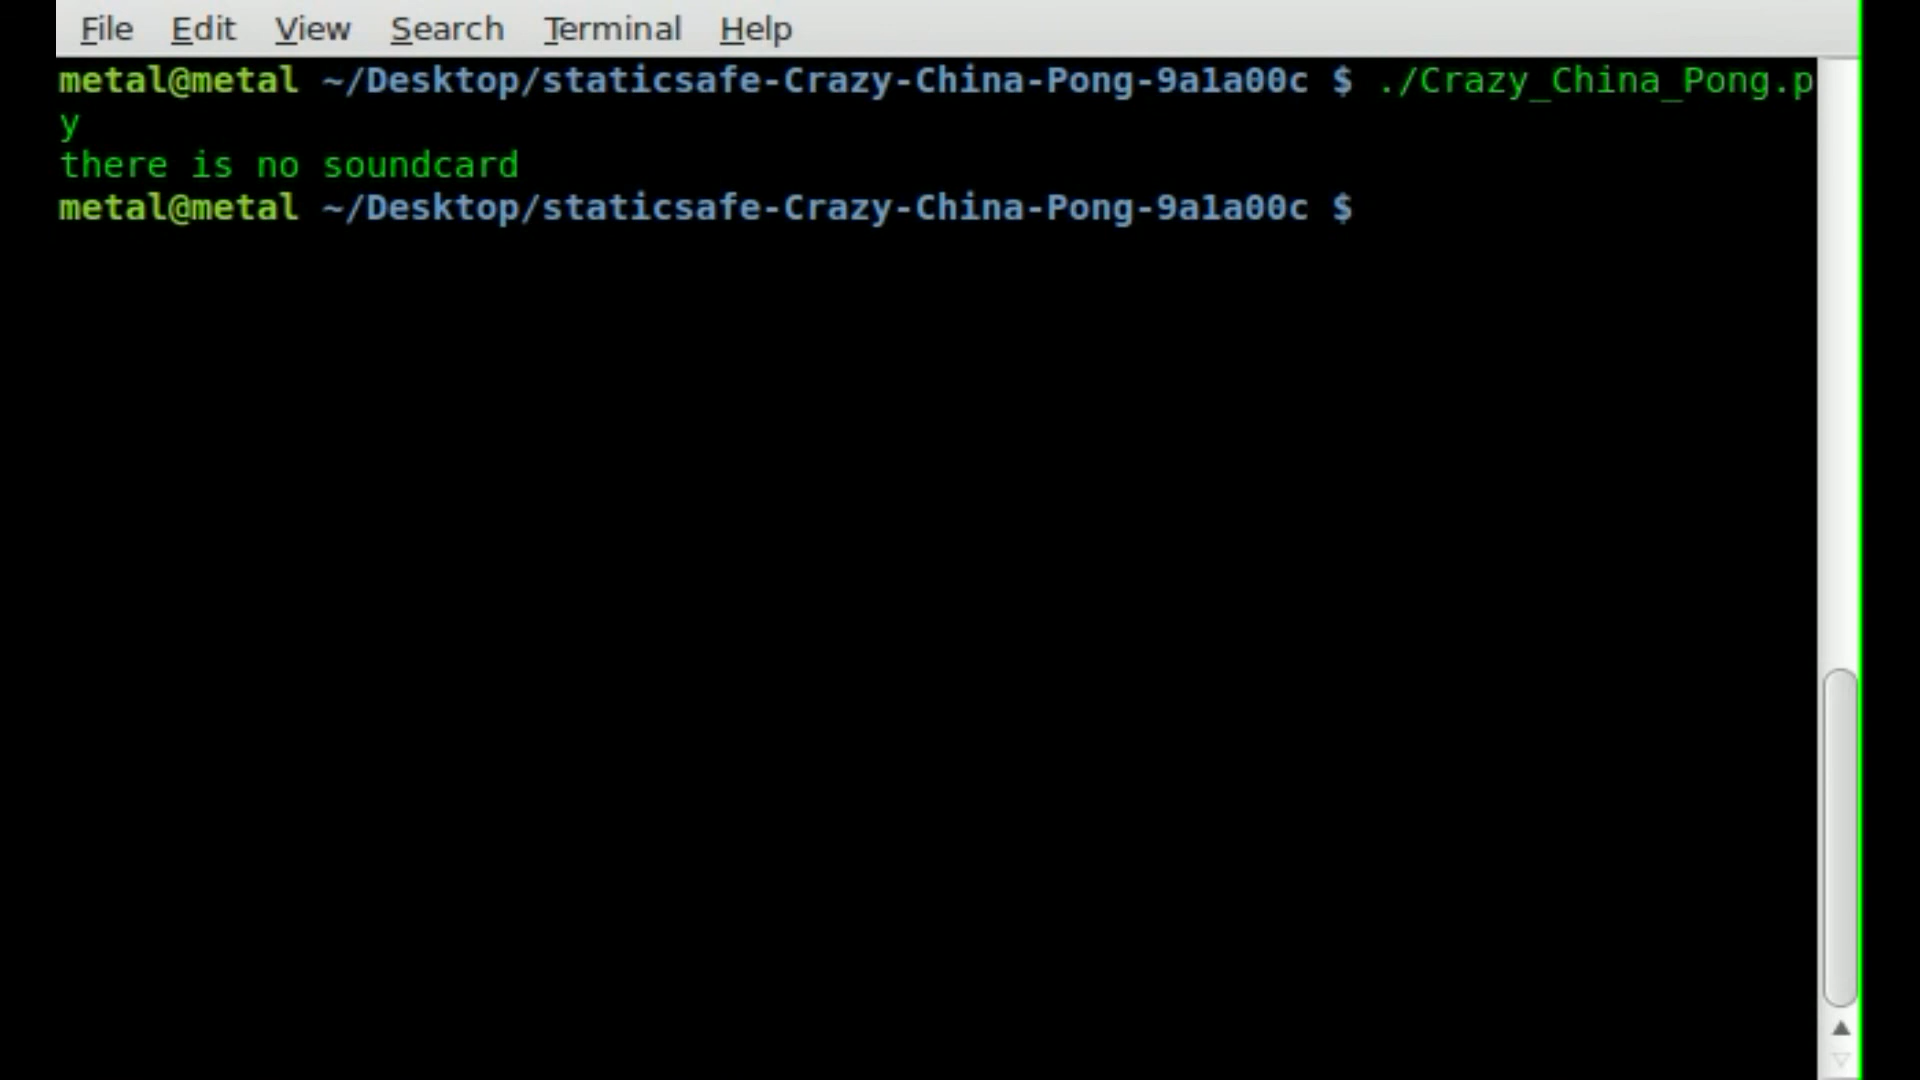 File Edit View Search Terminal Help
metal@metal ~/Desktop/staticsafe-Crazy-China-Pong-9a1a00c $ ./Crazy_China_Pong.p
y
there is no soundcard
metal@metal ~/Desktop/staticsafe-Crazy-China-Pong-9a1a00c $